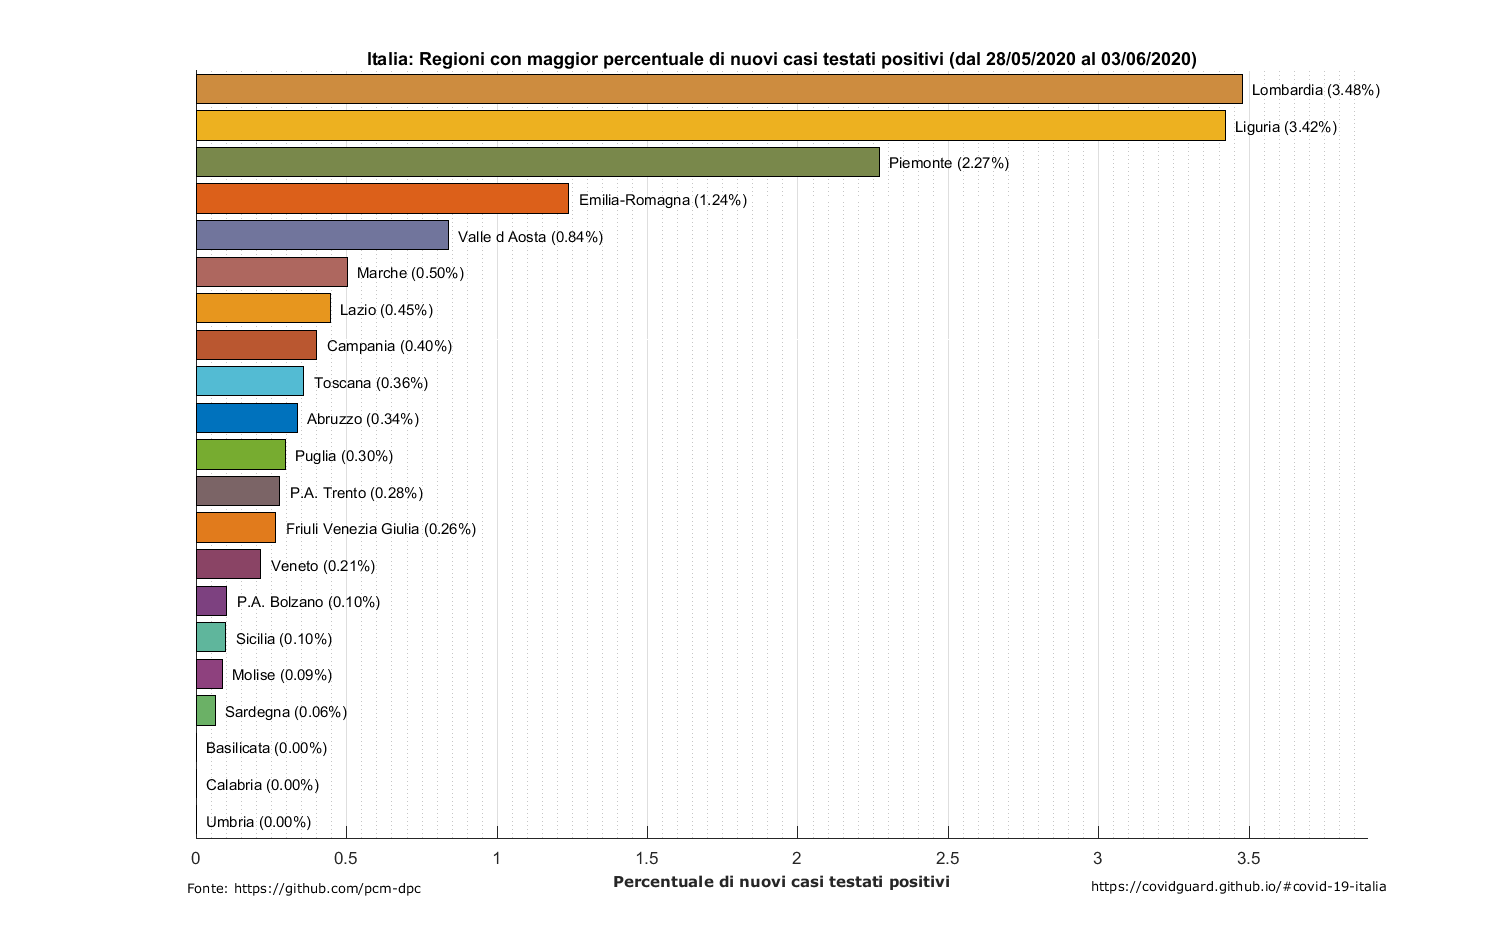 Italia: Regioni con maggior percentuale di nuovi casi testati positivi (dal 28/05/2020 al 03/06/2020)
Lombardia (3.48%)
Liguria (3.42%)
Piemonte (2.27%)
Emilia-Romagna (1.24%)
Valle d Aosta (0.84%)
Marche (0.50%)
Lazio (0.45%)
Campania (0.40%)
Toscana (0.36%)
Abruzzo (0.34%)
Puglia (0.30%)
P.A. Trento (0.28%)
Friuli Venezia Giulia (0.26%)
Veneto (0.21%)
P.A. Bolzano (0.10%)
Sicilia (0.10%)
Molise (0.09%)
Sardegna (0.06%)
Basilicata (0.00%)
Calabria (0.00%)
Umbria (0.00%)
0 0.5 1 1.5 2 2.5 3 3.5
Percentuale di nuovi casi testati positivi
Fonte: https://github.com/pcm-dpc
https://covidguard.github.io/#covid-19-italia